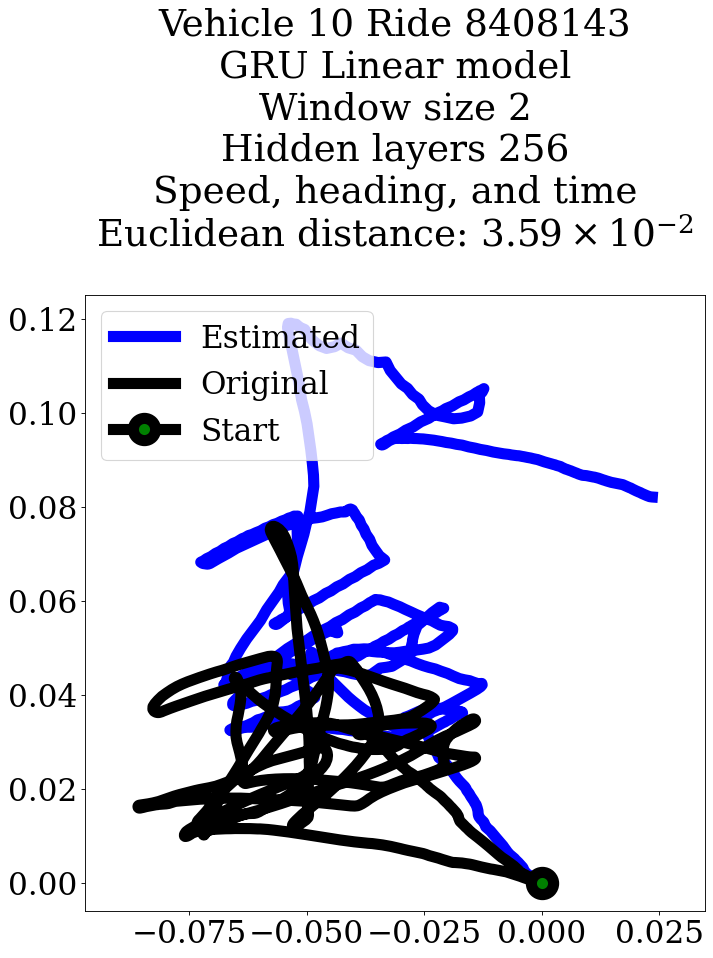 Vehicle 10 Ride 8408143
GRU Linear model
Window size 2
Hidden layers 256
Speed, heading, and time
Euclidean distance: 3.59 × 10⁻²
Estimated
Original
Start
0.12
0.10
0.08
0.06
0.04
0.02
0.00
−0.075 −0.050 −0.025 0.000 0.025